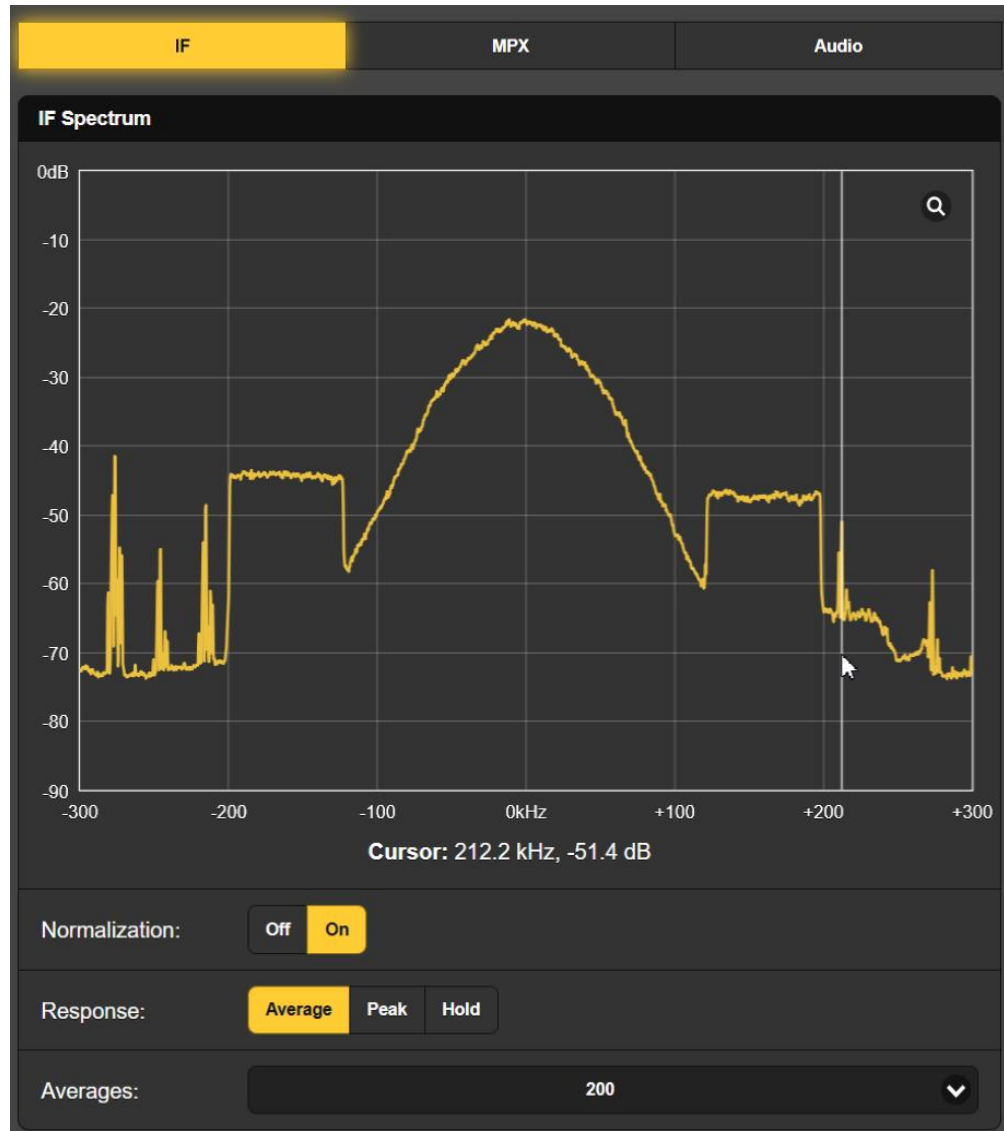 IF MPX Audio
IF Spectrum
0dB
-10
-20
-30
-40
-50
-60
-70
-80
-90
-300 -200 -100 0kHz +100 +200 +300
Cursor: 212.2 kHz, -51.4 dB
Normalization: Off On
Response: Average Peak Hold
Averages: 200